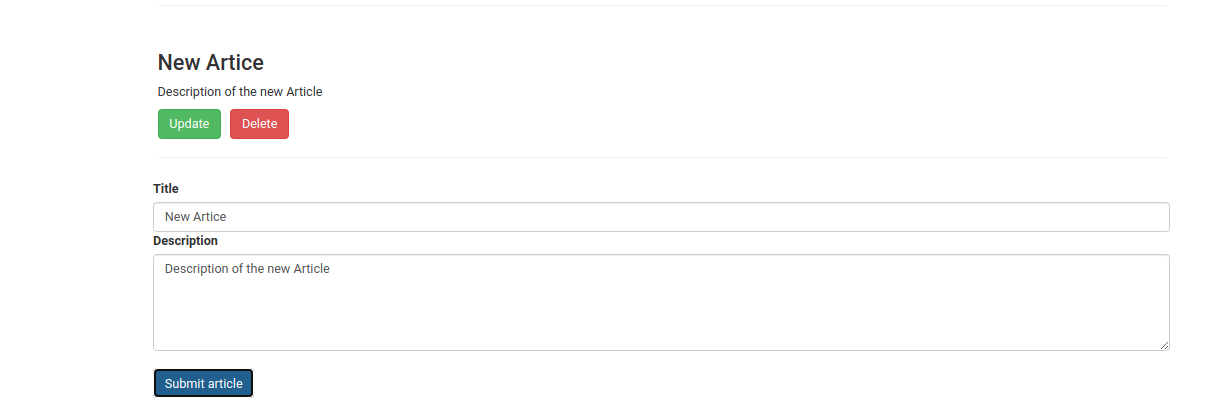 New Artice
Description of the new Article
Update Delete
Title
New Artice
Description
Description of the new Article
Submit article